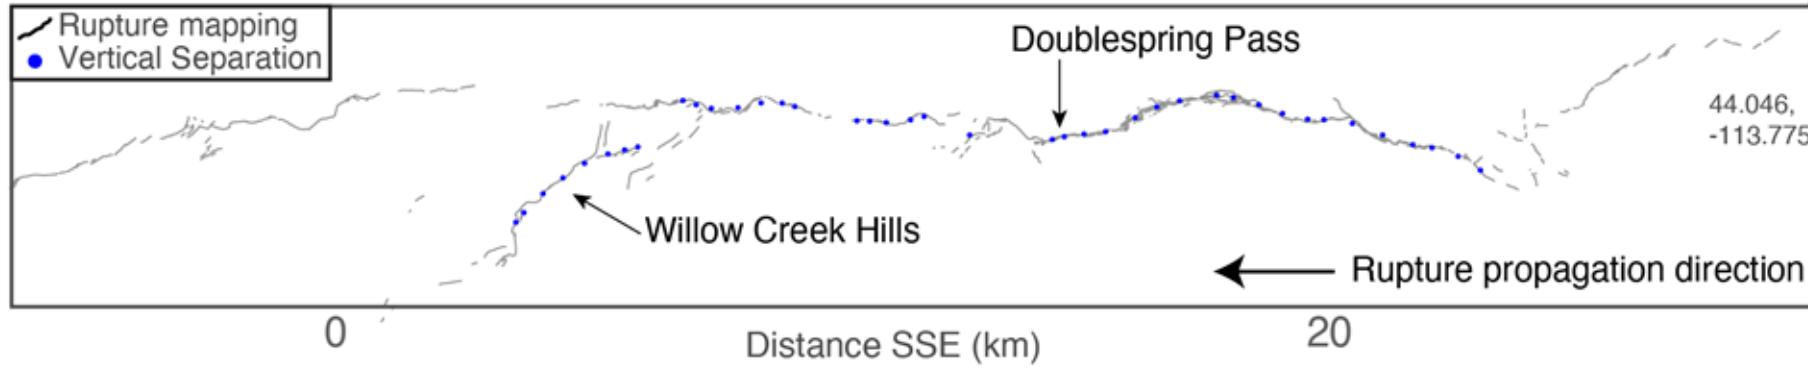 Rupture mapping
Vertical Separation
Doublespring Pass
44.046,
-113.775
Willow Creek Hills
Rupture propagation direction
0
20
Distance SSE (km)